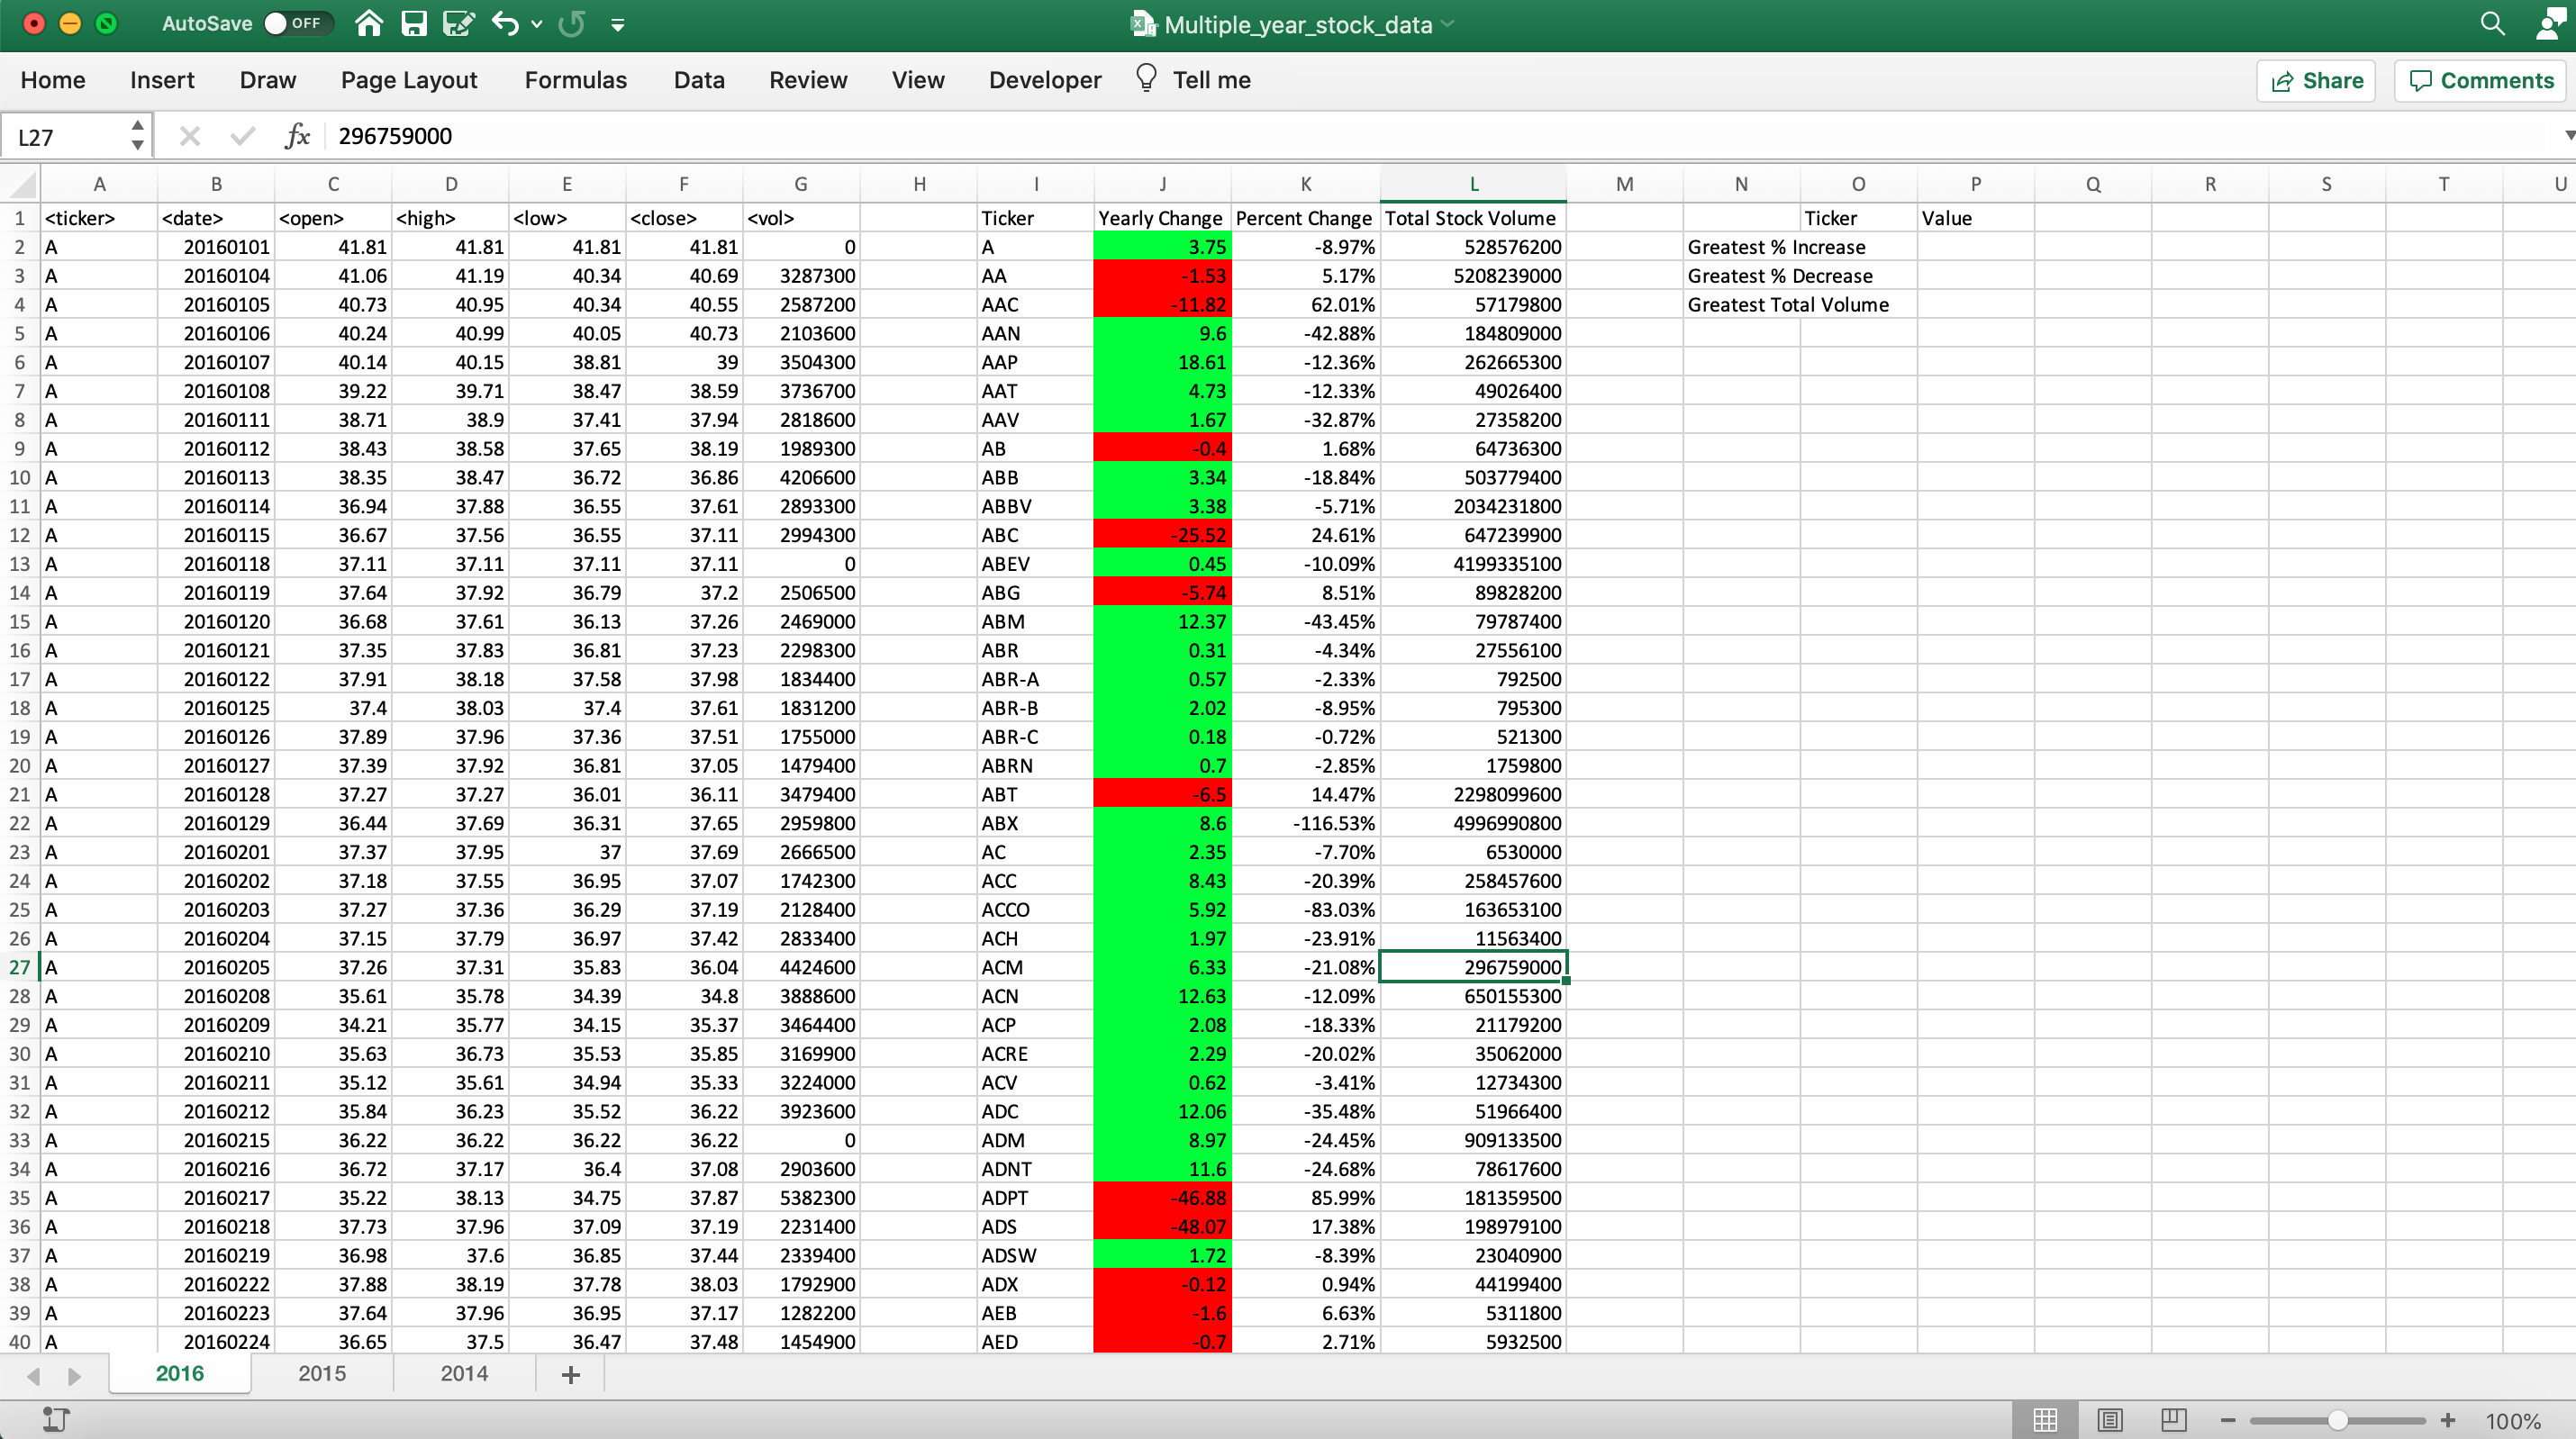 AutoSave OFF Multiple_year_stock_data
Home Insert Draw Page Layout Formulas Data Review View Developer Tell me Share Comments
L27 fx 296759000
A B C D E F G H I J K L M N O P Q R S T U
1 <ticker> <date> <open> <high> <low> <close> <vol> Ticker Yearly Change Percent Change Total Stock Volume Ticker Value
2 A 20160101 41.81 41.81 41.81 41.81 0 A 3.75 -8.97% 528576200 Greatest % Increase
3 A 20160104 41.06 41.19 40.34 40.69 3287300 AA -1.53 5.17% 5208239000 Greatest % Decrease
4 A 20160105 40.73 40.95 40.34 40.55 2587200 AAC -11.82 62.01% 57179800 Greatest Total Volume
5 A 20160106 40.24 40.99 40.05 40.73 2103600 AAN 9.6 -42.88% 184809000
6 A 20160107 40.14 40.15 38.81 39 3504300 AAP 18.61 -12.36% 262665300
7 A 20160108 39.22 39.71 38.47 38.59 3736700 AAT 4.73 -12.33% 49026400
8 A 20160111 38.71 38.9 37.41 37.94 2818600 AAV 1.67 -32.87% 27358200
9 A 20160112 38.43 38.58 37.65 38.19 1989300 AB -0.4 1.68% 64736300
10 A 20160113 38.35 38.47 36.72 36.86 4206600 ABB 3.34 -18.84% 503779400
11 A 20160114 36.94 37.88 36.55 37.61 2893300 ABBV 3.38 -5.71% 2034231800
12 A 20160115 36.67 37.56 36.55 37.11 2994300 ABC -25.52 24.61% 647239900
13 A 20160118 37.11 37.11 37.11 37.11 0 ABEV 0.45 -10.09% 4199335100
14 A 20160119 37.64 37.92 36.79 37.2 2506500 ABG -5.74 8.51% 89828200
15 A 20160120 36.68 37.61 36.13 37.26 2469000 ABM 12.37 -43.45% 79787400
16 A 20160121 37.35 37.83 36.81 37.23 2298300 ABR 0.31 -4.34% 27556100
17 A 20160122 37.91 38.18 37.58 37.98 1834400 ABR-A 0.57 -2.33% 792500
18 A 20160125 37.4 38.03 37.4 37.61 1831200 ABR-B 2.02 -8.95% 795300
19 A 20160126 37.89 37.96 37.36 37.51 1755000 ABR-C 0.18 -0.72% 521300
20 A 20160127 37.39 37.92 36.81 37.05 1479400 ABRN 0.7 -2.85% 1759800
21 A 20160128 37.27 37.27 36.01 36.11 3479400 ABT -6.5 14.47% 2298099600
22 A 20160129 36.44 37.69 36.31 37.65 2959800 ABX 8.6 -116.53% 4996990800
23 A 20160201 37.37 37.95 37 37.69 2666500 AC 2.35 -7.70% 6530000
24 A 20160202 37.18 37.55 36.95 37.07 1742300 ACC 8.43 -20.39% 258457600
25 A 20160203 37.27 37.36 36.29 37.19 2128400 ACCO 5.92 -83.03% 163653100
26 A 20160204 37.15 37.79 36.97 37.42 2833400 ACH 1.97 -23.91% 11563400
27 A 20160205 37.26 37.31 35.83 36.04 4424600 ACM 6.33 -21.08% 296759000
28 A 20160208 35.61 35.78 34.39 34.8 3888600 ACN 12.63 -12.09% 650155300
29 A 20160209 34.21 35.77 34.15 35.37 3464400 ACP 2.08 -18.33% 21179200
30 A 20160210 35.63 36.73 35.53 35.85 3169900 ACRE 2.29 -20.02% 35062000
31 A 20160211 35.12 35.61 34.94 35.33 3224000 ACV 0.62 -3.41% 12734300
32 A 20160212 35.84 36.23 35.52 36.22 3923600 ADC 12.06 -35.48% 51966400
33 A 20160215 36.22 36.22 36.22 36.22 0 ADM 8.97 -24.45% 909133500
34 A 20160216 36.72 37.17 36.4 37.08 2903600 ADNT 11.6 -24.68% 78617600
35 A 20160217 35.22 38.13 34.75 37.87 5382300 ADPT -46.88 85.99% 181359500
36 A 20160218 37.73 37.96 37.09 37.19 2231400 ADS -48.07 17.38% 198979100
37 A 20160219 36.98 37.6 36.85 37.44 2339400 ADSW 1.72 -8.39% 23040900
38 A 20160222 37.88 38.19 37.78 38.03 1792900 ADX -0.12 0.94% 44199400
39 A 20160223 37.64 37.96 36.95 37.17 1282200 AEB -1.6 6.63% 5311800
40 A 20160224 36.65 37.5 36.47 37.48 1454900 AED -0.7 2.71% 5932500
2016 2015 2014 +
100%